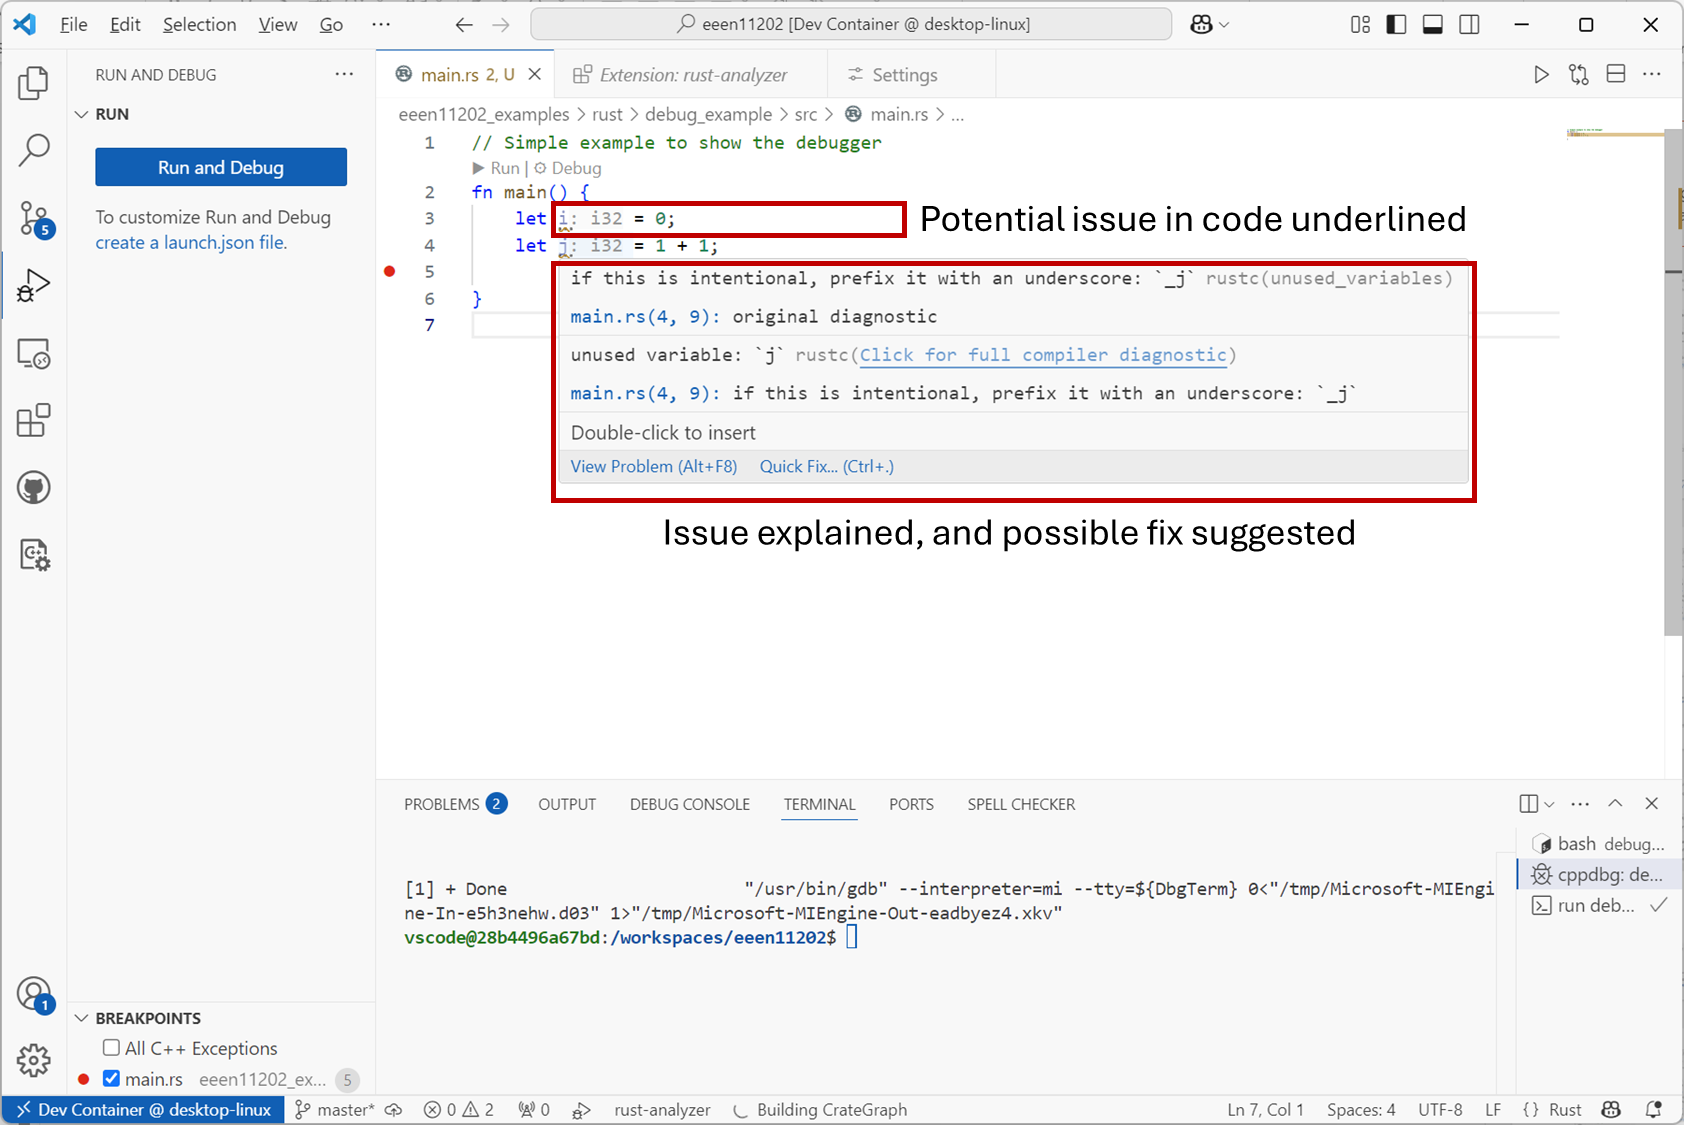 File Edit Selection View Go ··· eeen11202 [Dev Container @ desktop-linux]
RUN AND DEBUG ···
RUN
Run and Debug
To customize Run and Debug
create a launch.json file.
main.rs 2, U
Extension: rust-analyzer
Settings
eeen11202_examples > rust > debug_example > src > main.rs > ...
1 // Simple example to show the debugger
Run | Debug
2 fn main() {
3 let i: i32 = 0;
Potential issue in code underlined
4 let j: i32 = 1 + 1;
5
6 }
7
if this is intentional, prefix it with an underscore: `_j` rustc(unused_variables)
main.rs(4, 9): original diagnostic
unused variable: `j` rustc(Click for full compiler diagnostic)
main.rs(4, 9): if this is intentional, prefix it with an underscore: `_j`
Double-click to insert
View Problem (Alt+F8) Quick Fix... (Ctrl+.)
Issue explained, and possible fix suggested
PROBLEMS 2 OUTPUT DEBUG CONSOLE TERMINAL PORTS SPELL CHECKER
[1] + Done "/usr/bin/gdb" --interpreter=mi --tty=${DbgTerm} 0<"/tmp/Microsoft-MIEngi
ne-In-e5h3nehw.d03" 1>"/tmp/Microsoft-MIEngine-Out-eadbyez4.xkv"
vscode@28b4496a67bd:/workspaces/eeen11202$
bash debug...
cppdbg: de...
run deb...
5
1
BREAKPOINTS
All C++ Exceptions
main.rs eeen11202_ex... 5
Dev Container @ desktop-linux master* 0 2 0 rust-analyzer Building CrateGraph Ln 7, Col 1 Spaces: 4 UTF-8 LF {} Rust